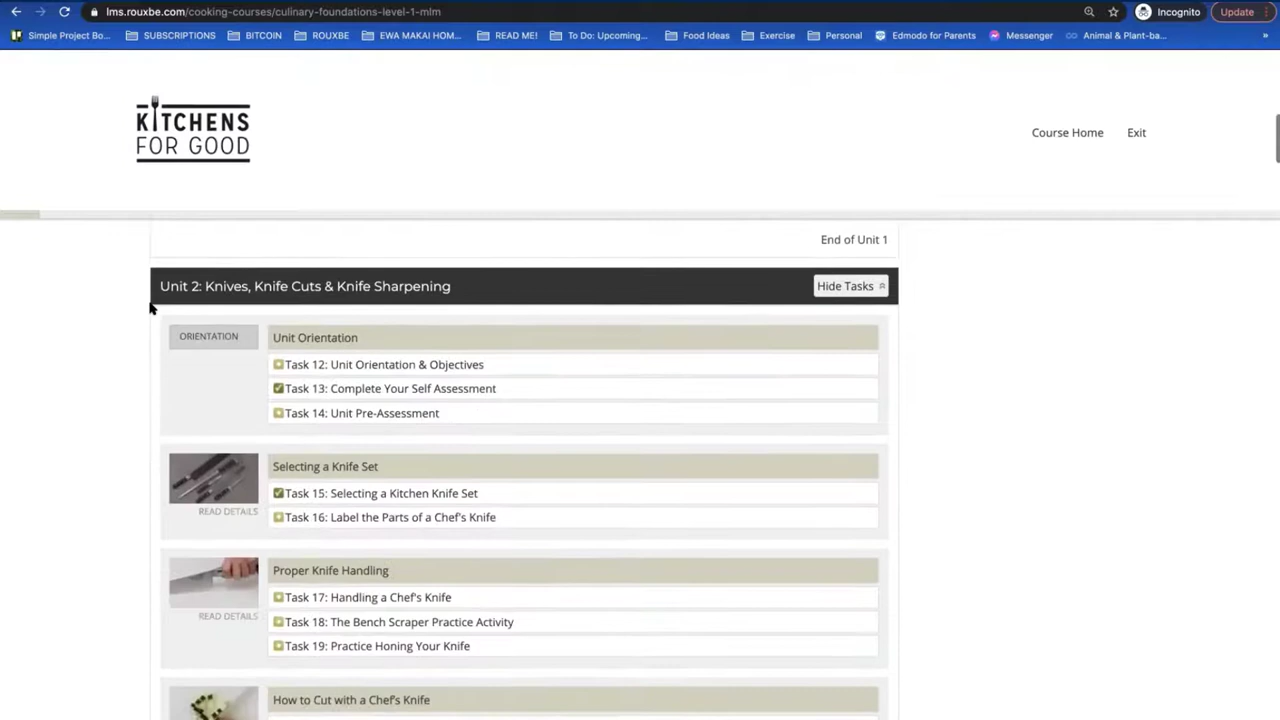 lms.rouxbe.com/cooking-courses/culinary-foundations-level-1-mlm
Incognito
Update
Simple Project Bo...
SUBSCRIPTIONS
BITCOIN
ROUXBE
EWA MAKAI HOM...
READ ME!
To Do: Upcoming...
Food Ideas
Exercise
Personal
Edmodo for Parents
Messenger
Animal & Plant-ba...
»
KITCHENS
FOR GOOD
Course Home
Exit
End of Unit 1
Unit 2: Knives, Knife Cuts & Knife Sharpening
Hide Tasks
ORIENTATION
Unit Orientation
Task 12: Unit Orientation & Objectives
Task 13: Complete Your Self Assessment
Task 14: Unit Pre-Assessment
Selecting a Knife Set
Task 15: Selecting a Kitchen Knife Set
READ DETAILS
Task 16: Label the Parts of a Chef's Knife
Proper Knife Handling
Task 17: Handling a Chef's Knife
READ DETAILS
Task 18: The Bench Scraper Practice Activity
Task 19: Practice Honing Your Knife
How to Cut with a Chef's Knife